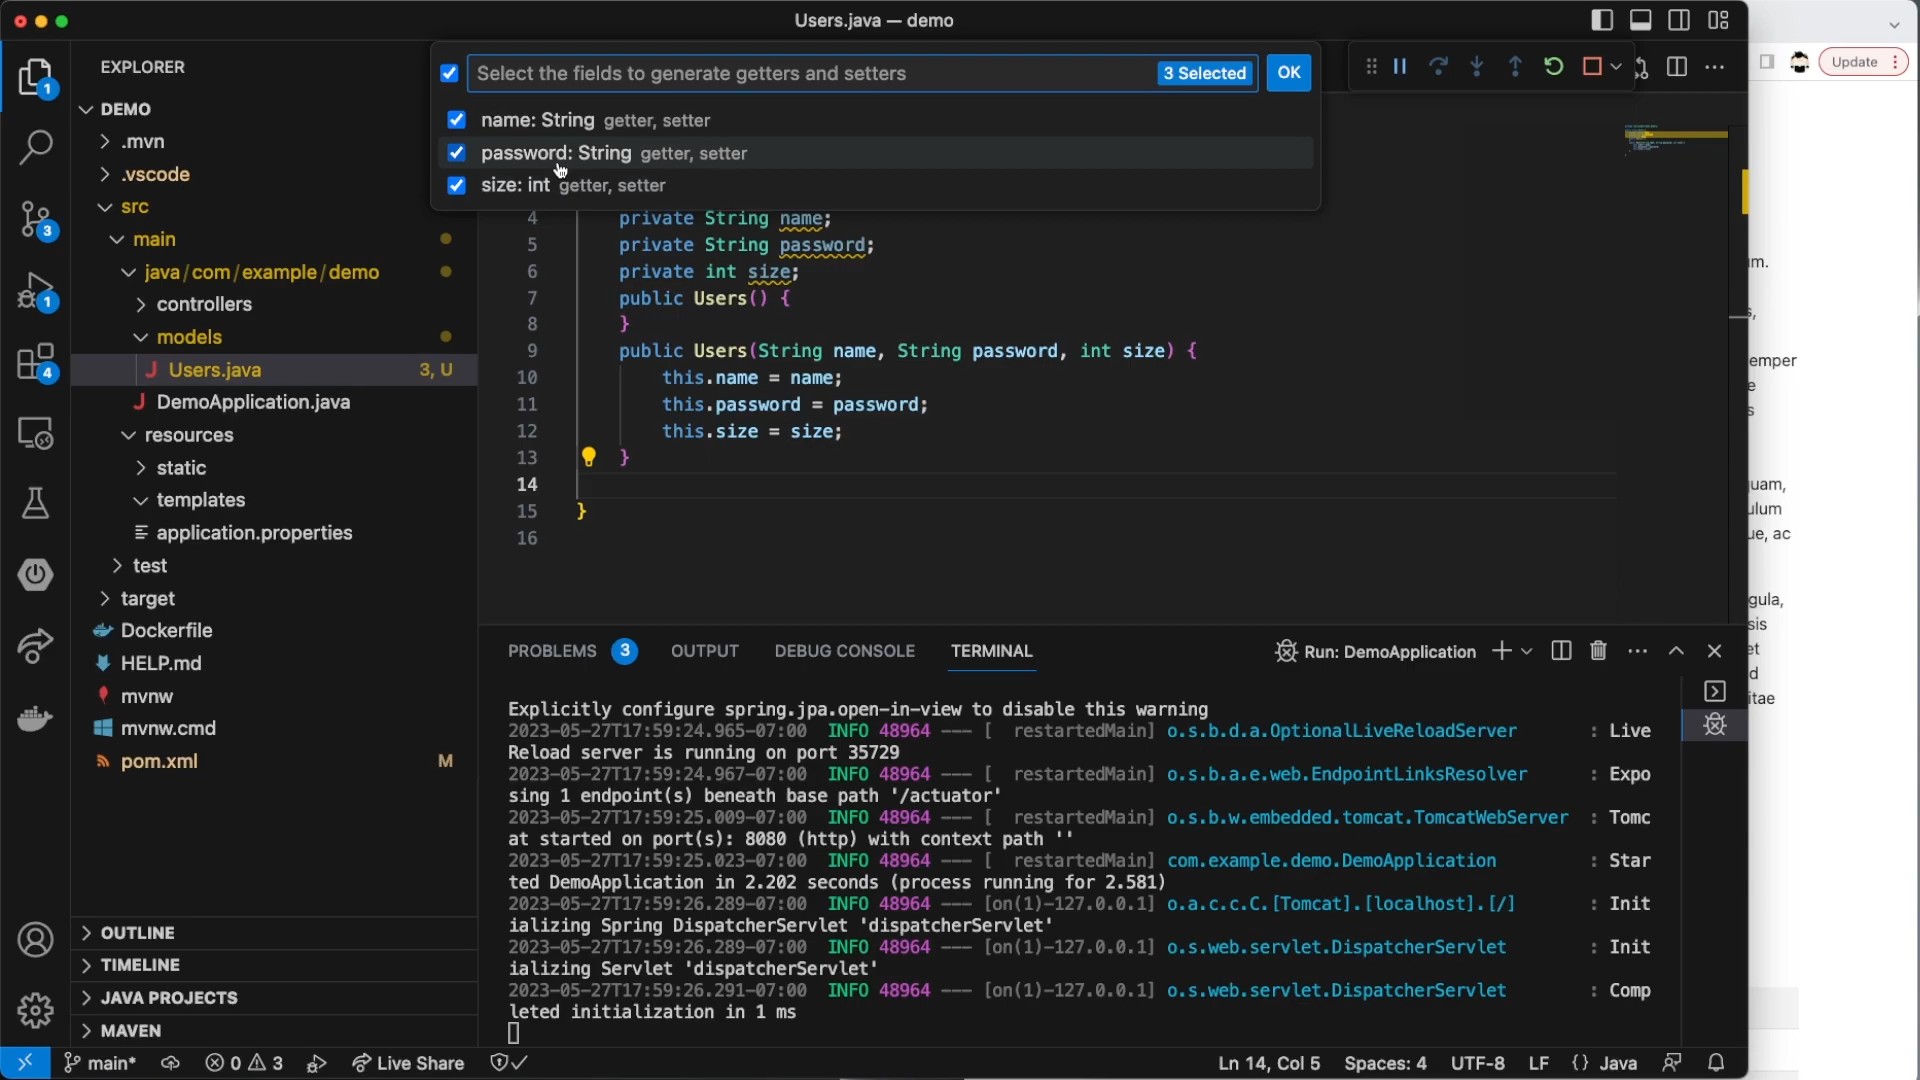 Users.java — demo
Update
EXPLORER
DEMO
.mvn
.vscode
src
main
java/com/example/demo
controllers
models
Users.java 3, U
DemoApplication.java
resources
static
templates
application.properties
test
target
Dockerfile
HELP.md
mvnw
mvnw.cmd
pom.xml M
OUTLINE
TIMELINE
JAVA PROJECTS
MAVEN
1
3
1
4
Select the fields to generate getters and setters 3 Selected OK
name: String getter, setter
password: String getter, setter
size: int getter, setter
4 private String name;
5 private String password;
6 private int size;
7 public Users() {
8 }
9 public Users(String name, String password, int size) {
10 this.name = name;
11 this.password = password;
12 this.size = size;
13 }
14
15 }
16
PROBLEMS 3 OUTPUT DEBUG CONSOLE TERMINAL Run: DemoApplication
Explicitly configure spring.jpa.open-in-view to disable this warning
2023-05-27T17:59:24.965-07:00 INFO 48964 --- [ restartedMain] o.s.b.d.a.OptionalLiveReloadServer : Live
Reload server is running on port 35729
2023-05-27T17:59:24.967-07:00 INFO 48964 --- [ restartedMain] o.s.b.a.e.web.EndpointLinksResolver : Expo
sing 1 endpoint(s) beneath base path '/actuator'
2023-05-27T17:59:25.009-07:00 INFO 48964 --- [ restartedMain] o.s.b.w.embedded.tomcat.TomcatWebServer : Tomc
at started on port(s): 8080 (http) with context path ''
2023-05-27T17:59:25.023-07:00 INFO 48964 --- [ restartedMain] com.example.demo.DemoApplication : Star
ted DemoApplication in 2.202 seconds (process running for 2.581)
2023-05-27T17:59:26.289-07:00 INFO 48964 --- [on(1)-127.0.0.1] o.a.c.c.C.[Tomcat].[localhost].[/] : Init
ializing Spring DispatcherServlet 'dispatcherServlet'
2023-05-27T17:59:26.289-07:00 INFO 48964 --- [on(1)-127.0.0.1] o.s.web.servlet.DispatcherServlet : Init
ializing Servlet 'dispatcherServlet'
2023-05-27T17:59:26.291-07:00 INFO 48964 --- [on(1)-127.0.0.1] o.s.web.servlet.DispatcherServlet : Comp
leted initialization in 1 ms
main* 0 3 Live Share Ln 14, Col 5 Spaces: 4 UTF-8 LF {} Java